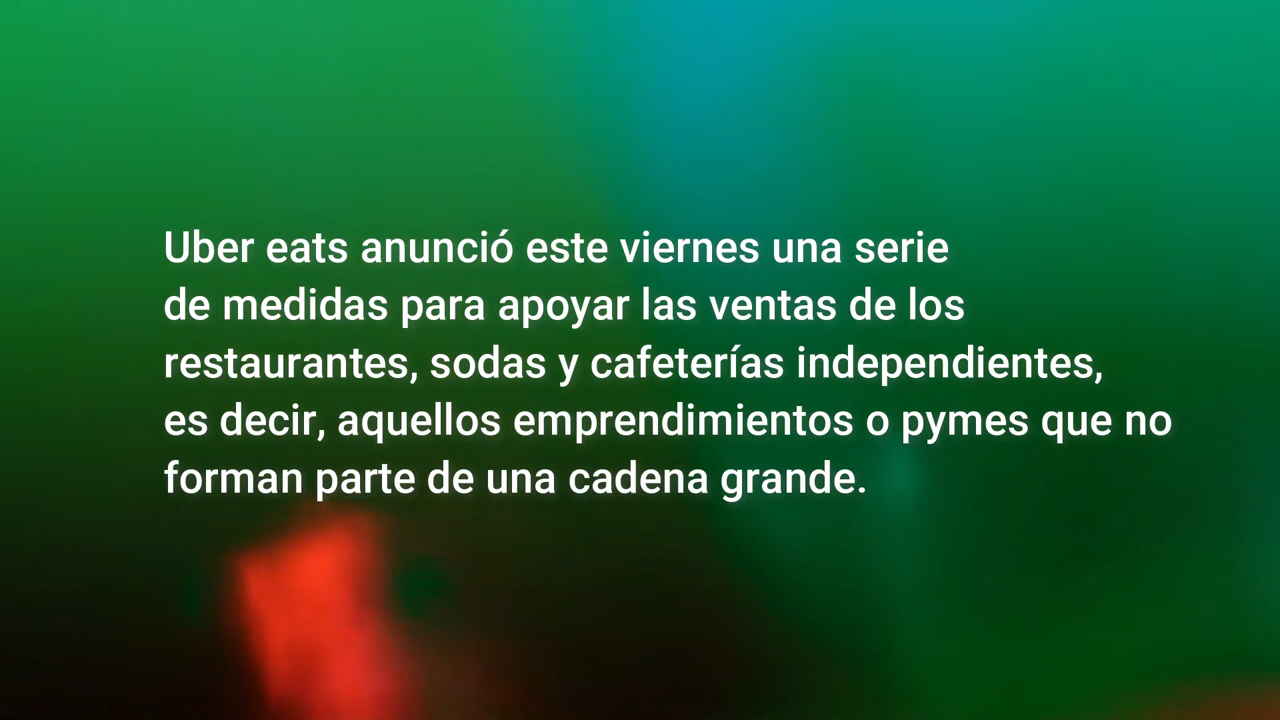 Uber eats anunció este viernes una serie
de medidas para apoyar las ventas de los
restaurantes, sodas y cafeterías independientes,
es decir, aquellos emprendimientos o pymes que no
forman parte de una cadena grande.